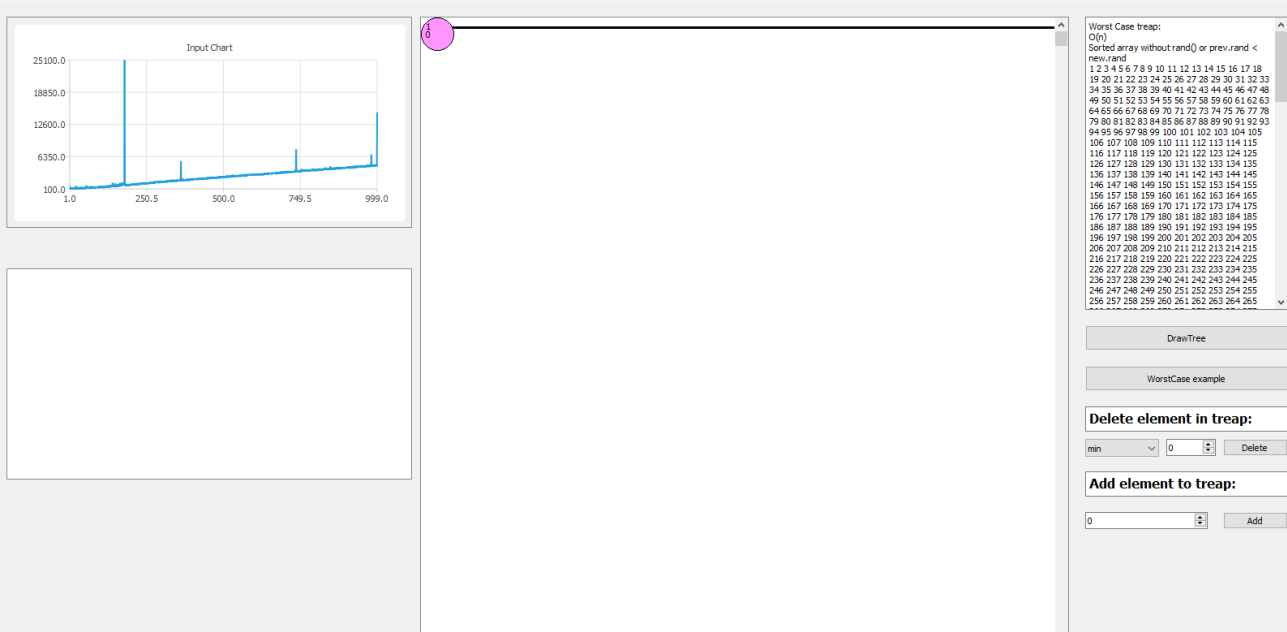 Input Chart
25100.0
18850.0
12600.0
6350.0
100.0
1.0 250.5 500.0 749.5 999.0
1
0
Worst Case treap:
O(n)
Sorted array without rand() or prev.rand <
new.rand
1 2 3 4 5 6 7 8 9 10 11 12 13 14 15 16 17 18
19 20 21 22 23 24 25 26 27 28 29 30 31 32 33
34 35 36 37 38 39 40 41 42 43 44 45 46 47 48
49 50 51 52 53 54 55 56 57 58 59 60 61 62 63
64 65 66 67 68 69 70 71 72 73 74 75 76 77 78
79 80 81 82 83 84 85 86 87 88 89 90 91 92 93
94 95 96 97 98 99 100 101 102 103 104 105
106 107 108 109 110 111 112 113 114 115
116 117 118 119 120 121 122 123 124 125
126 127 128 129 130 131 132 133 134 135
136 137 138 139 140 141 142 143 144 145
146 147 148 149 150 151 152 153 154 155
156 157 158 159 160 161 162 163 164 165
166 167 168 169 170 171 172 173 174 175
176 177 178 179 180 181 182 183 184 185
186 187 188 189 190 191 192 193 194 195
196 197 198 199 200 201 202 203 204 205
206 207 208 209 210 211 212 213 214 215
216 217 218 219 220 221 222 223 224 225
226 227 228 229 230 231 232 233 234 235
236 237 238 239 240 241 242 243 244 245
246 247 248 249 250 251 252 253 254 255
256 257 258 259 260 261 262 263 264 265
DrawTree
WorstCase example
Delete element in treap:
min 0 Delete
Add element to treap:
0 Add